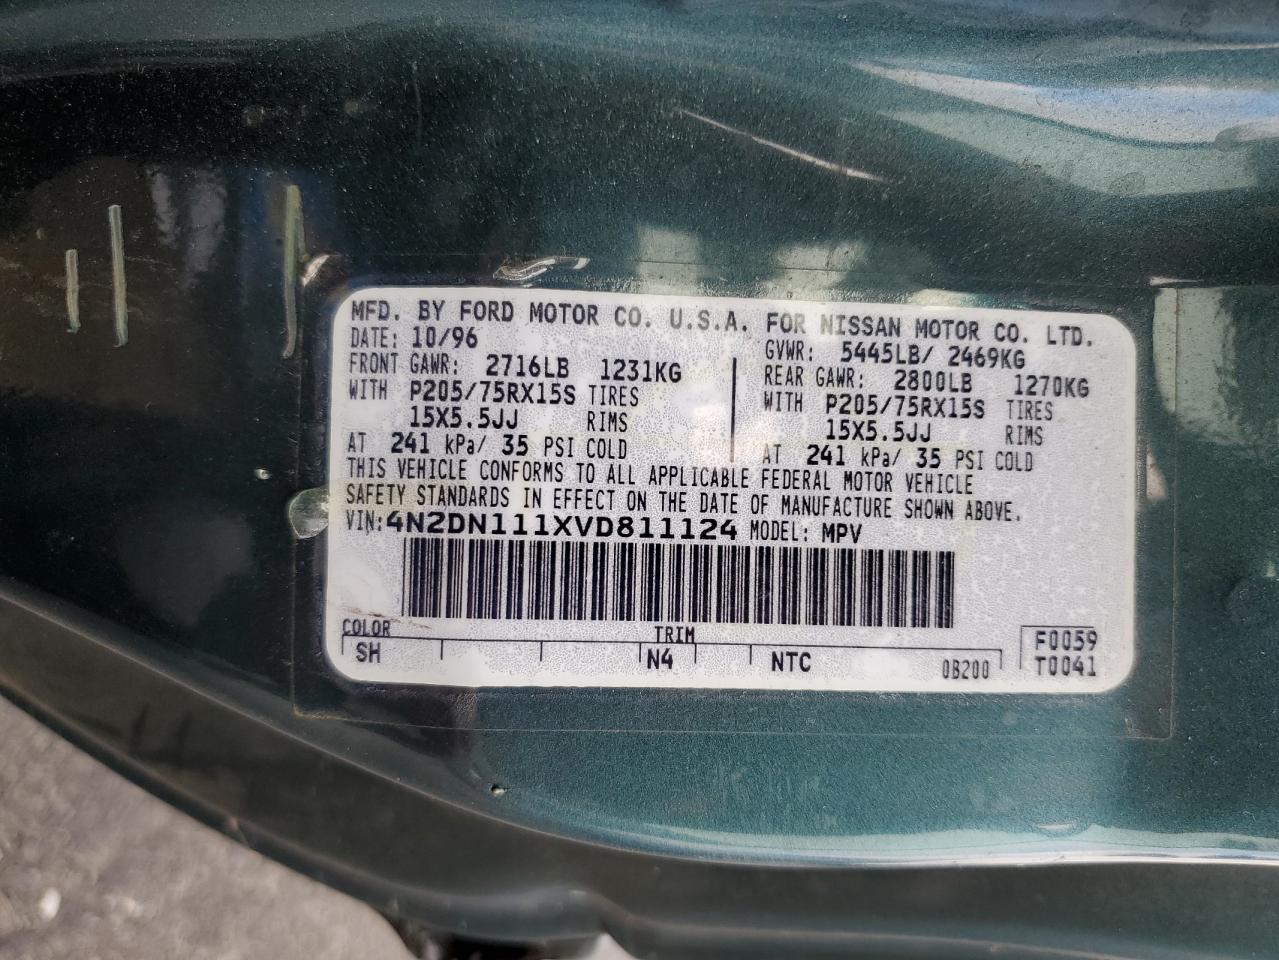 MFD. BY FORD MOTOR CO. U.S.A. FOR NISSAN MOTOR CO. LTD.
DATE: 10/96
FRONT GAWR: 2716LB 1231KG
WITH P205/75RX15S TIRES
15X5.5JJ RIMS
AT 241 kPa/ 35 PSI COLD
GVWR: 5445LB/ 2469KG
REAR GAWR: 2800LB 1270KG
WITH P205/75RX15S TIRES
15X5.5JJ RIMS
AT 241 kPa/ 35 PSI COLD
THIS VEHICLE CONFORMS TO ALL APPLICABLE FEDERAL MOTOR VEHICLE
SAFETY STANDARDS IN EFFECT ON THE DATE OF MANUFACTURE SHOWN ABOVE.
VIN: 4N2DN111XVD811124 MODEL: MPV
COLOR TRIM
SH N4 NTC 0B200
F0059
T0041